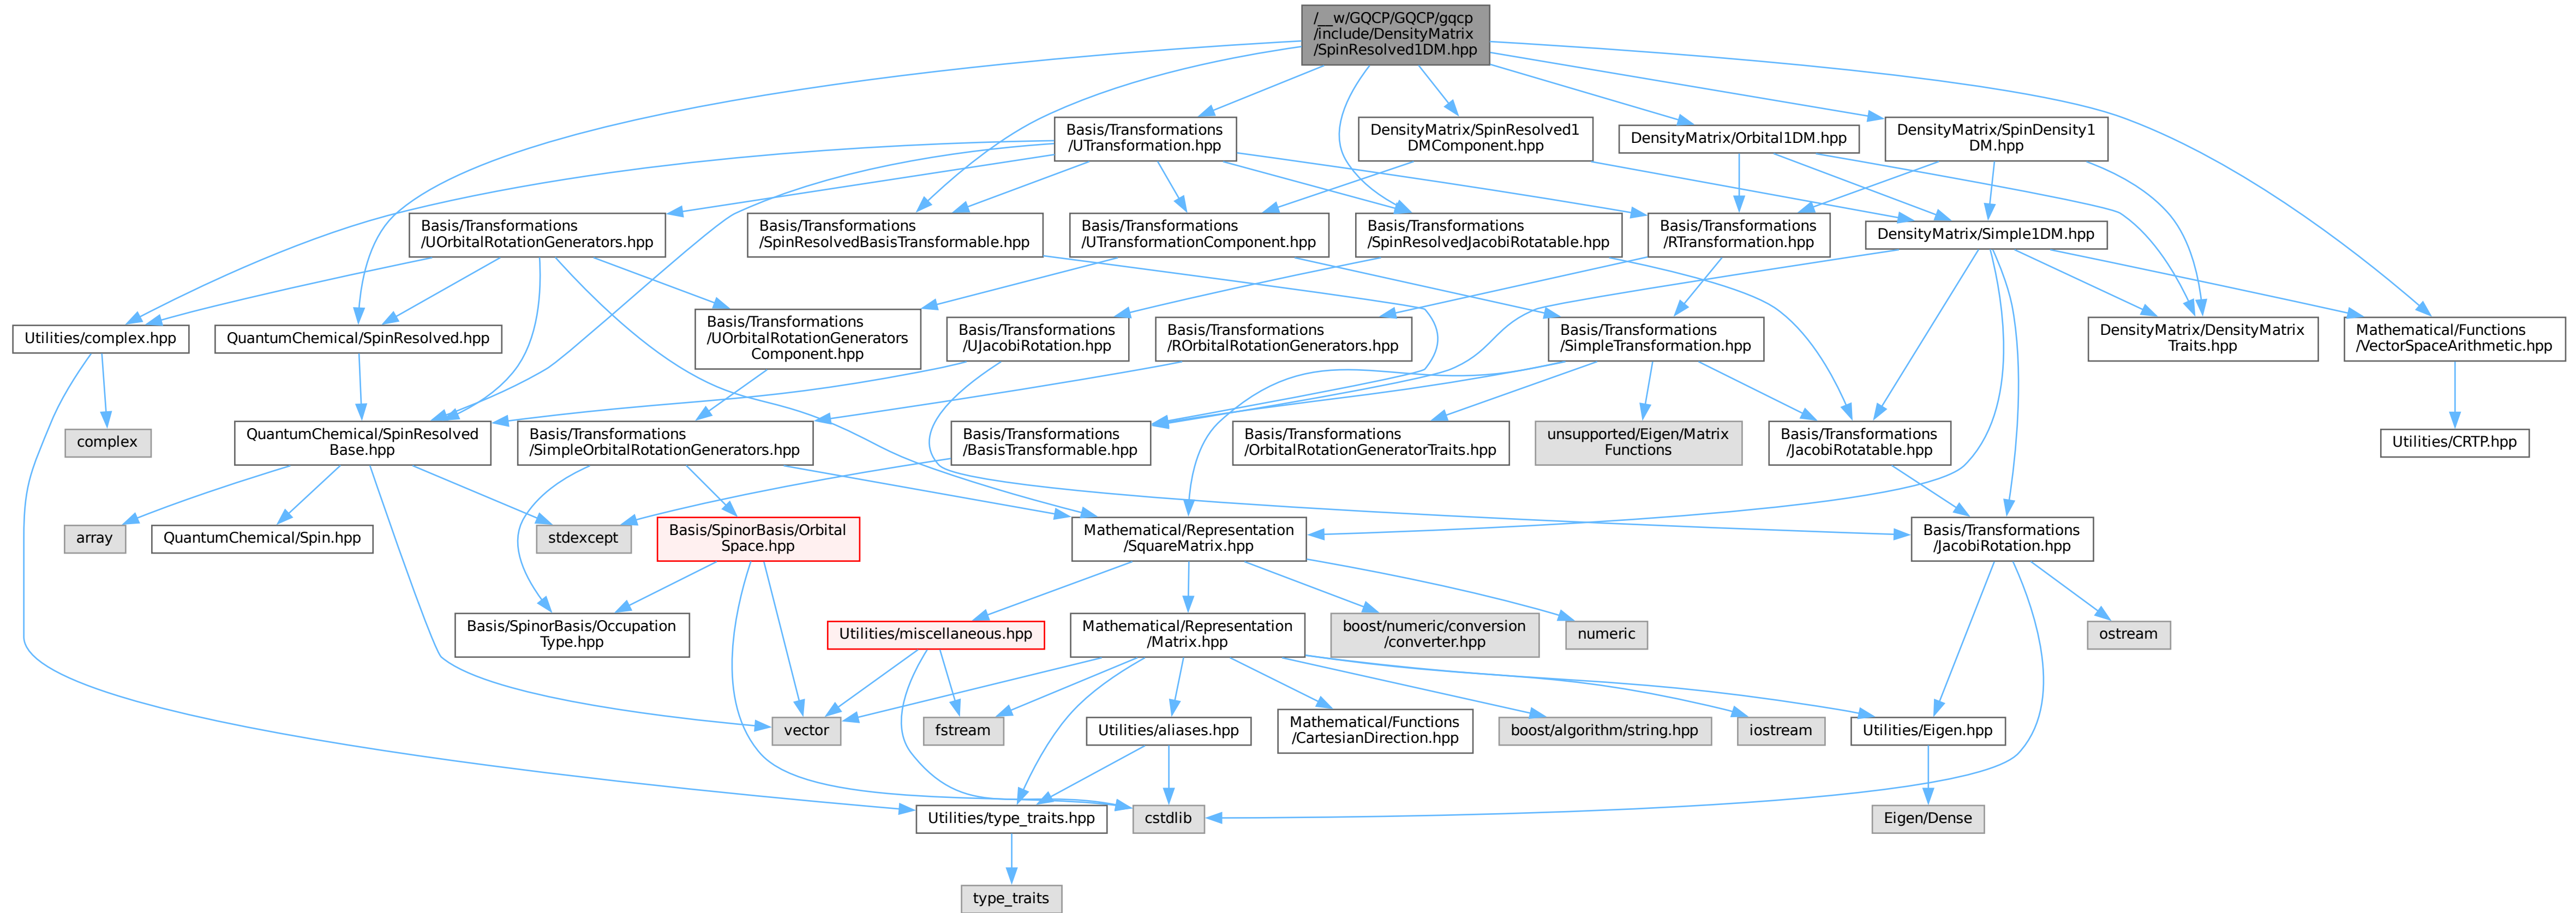 /__w/GQCP/GQCP/gqcp
/include/DensityMatrix
/SpinResolved1DM.hpp
Basis/Transformations
/UTransformation.hpp
DensityMatrix/SpinResolved1
DMComponent.hpp
DensityMatrix/Orbital1DM.hpp
DensityMatrix/SpinDensity1
DM.hpp
Basis/Transformations
/UOrbitalRotationGenerators.hpp
Basis/Transformations
/SpinResolvedBasisTransformable.hpp
Basis/Transformations
/UTransformationComponent.hpp
Basis/Transformations
/SpinResolvedJacobiRotatable.hpp
Basis/Transformations
/RTransformation.hpp
DensityMatrix/Simple1DM.hpp
Utilities/complex.hpp
QuantumChemical/SpinResolved.hpp
Basis/Transformations
/UOrbitalRotationGenerators
Component.hpp
Basis/Transformations
/UJacobiRotation.hpp
Basis/Transformations
/ROrbitalRotationGenerators.hpp
Basis/Transformations
/SimpleTransformation.hpp
DensityMatrix/DensityMatrix
Traits.hpp
Mathematical/Functions
/VectorSpaceArithmetic.hpp
complex
QuantumChemical/SpinResolved
Base.hpp
Basis/Transformations
/SimpleOrbitalRotationGenerators.hpp
Basis/Transformations
/BasisTransformable.hpp
Basis/Transformations
/OrbitalRotationGeneratorTraits.hpp
unsupported/Eigen/Matrix
Functions
Basis/Transformations
/JacobiRotatable.hpp
Utilities/CRTP.hpp
array
QuantumChemical/Spin.hpp
stdexcept
Basis/SpinorBasis/Orbital
Space.hpp
Mathematical/Representation
/SquareMatrix.hpp
Basis/Transformations
/JacobiRotation.hpp
Basis/SpinorBasis/Occupation
Type.hpp
Utilities/miscellaneous.hpp
Mathematical/Representation
/Matrix.hpp
boost/numeric/conversion
/converter.hpp
numeric
ostream
vector
fstream
Utilities/aliases.hpp
Mathematical/Functions
/CartesianDirection.hpp
boost/algorithm/string.hpp
iostream
Utilities/Eigen.hpp
Utilities/type_traits.hpp
cstdlib
Eigen/Dense
type_traits